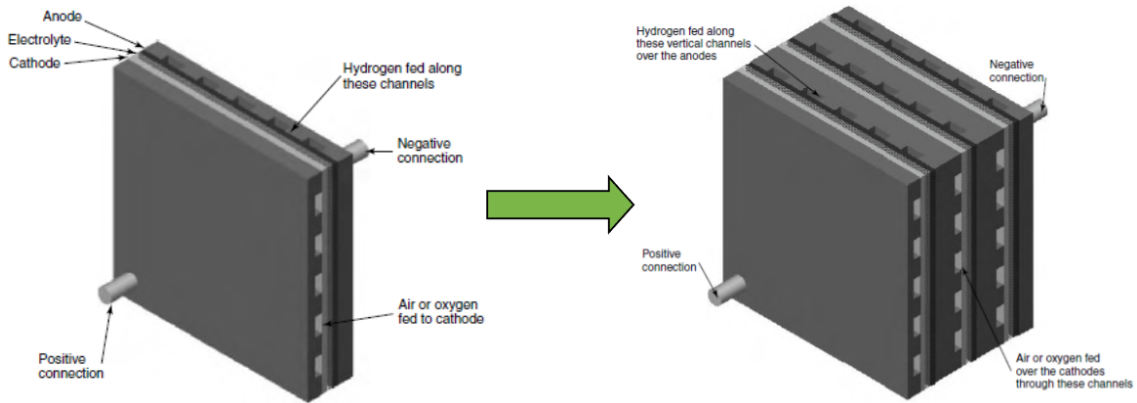 Anode
Electrolyte
Cathode
Hydrogen fed along
these channels
Negative
connection
Air or oxygen
fed to cathode
Positive
connection
Hydrogen fed along
these vertical channels
over the anodes
Negative
connection
Positive
connection
Air or oxygen fed
over the cathodes
through these channels